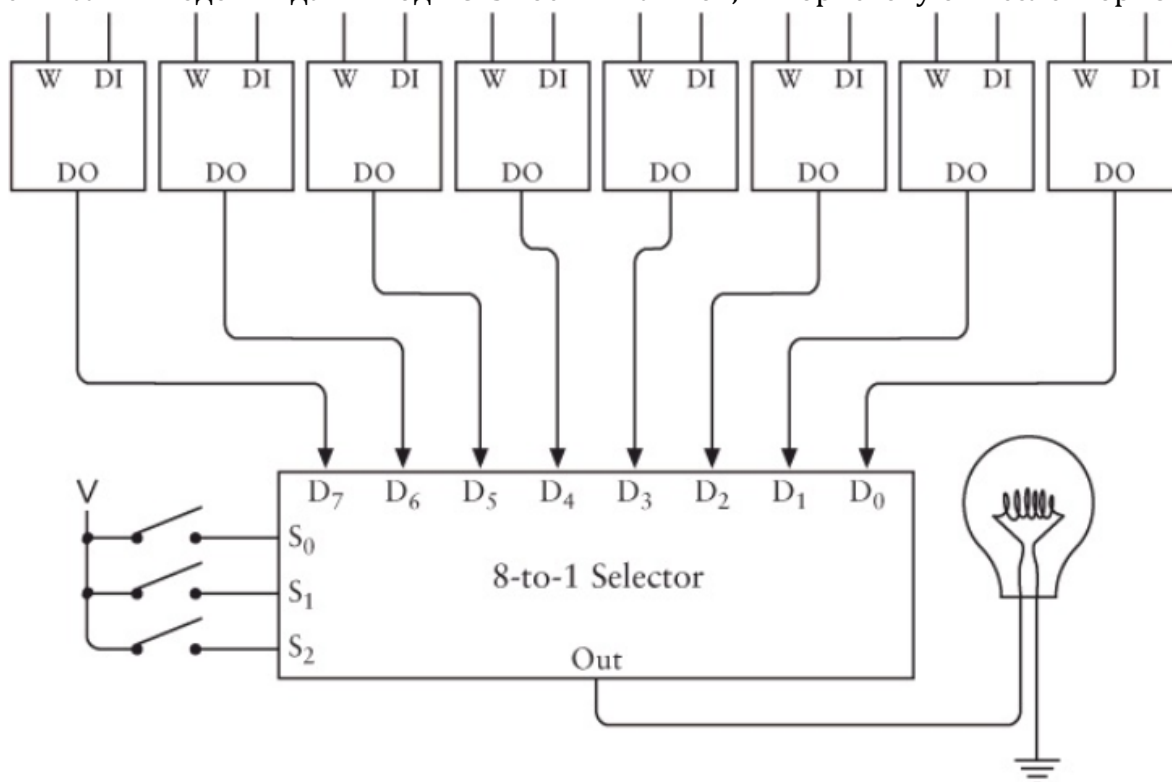 W DI W DI W DI W DI W DI W DI W DI W DI
DO DO DO DO DO DO DO DO
V
D7 D6 D5 D4 D3 D2 D1 D0
S0
8-to-1 Selector
S1
S2
Out